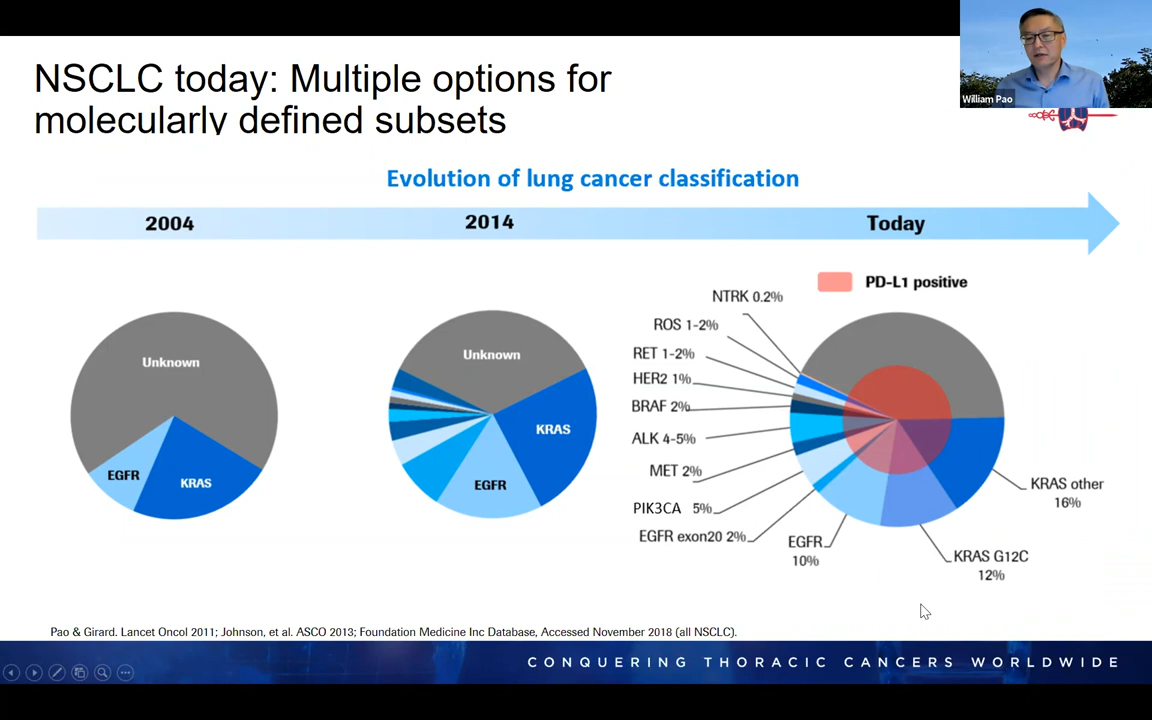 NSCLC today: Multiple options for
molecularly defined subsets
William Pao
Evolution of lung cancer classification
2004
2014
Today
PD-L1 positive
Unknown
EGFR
KRAS
Unknown
KRAS
EGFR
NTRK 0.2%
ROS 1-2%
RET 1-2%
HER2 1%
BRAF 2%
ALK 4-5%
MET 2%
PIK3CA 5%
EGFR exon20 2%
EGFR
10%
KRAS G12C
12%
KRAS other
16%
Pao & Girard. Lancet Oncol 2011; Johnson, et al. ASCO 2013; Foundation Medicine Inc Database, Accessed November 2018 (all NSCLC).
CONQUERING THORACIC CANCERS WORLDWIDE